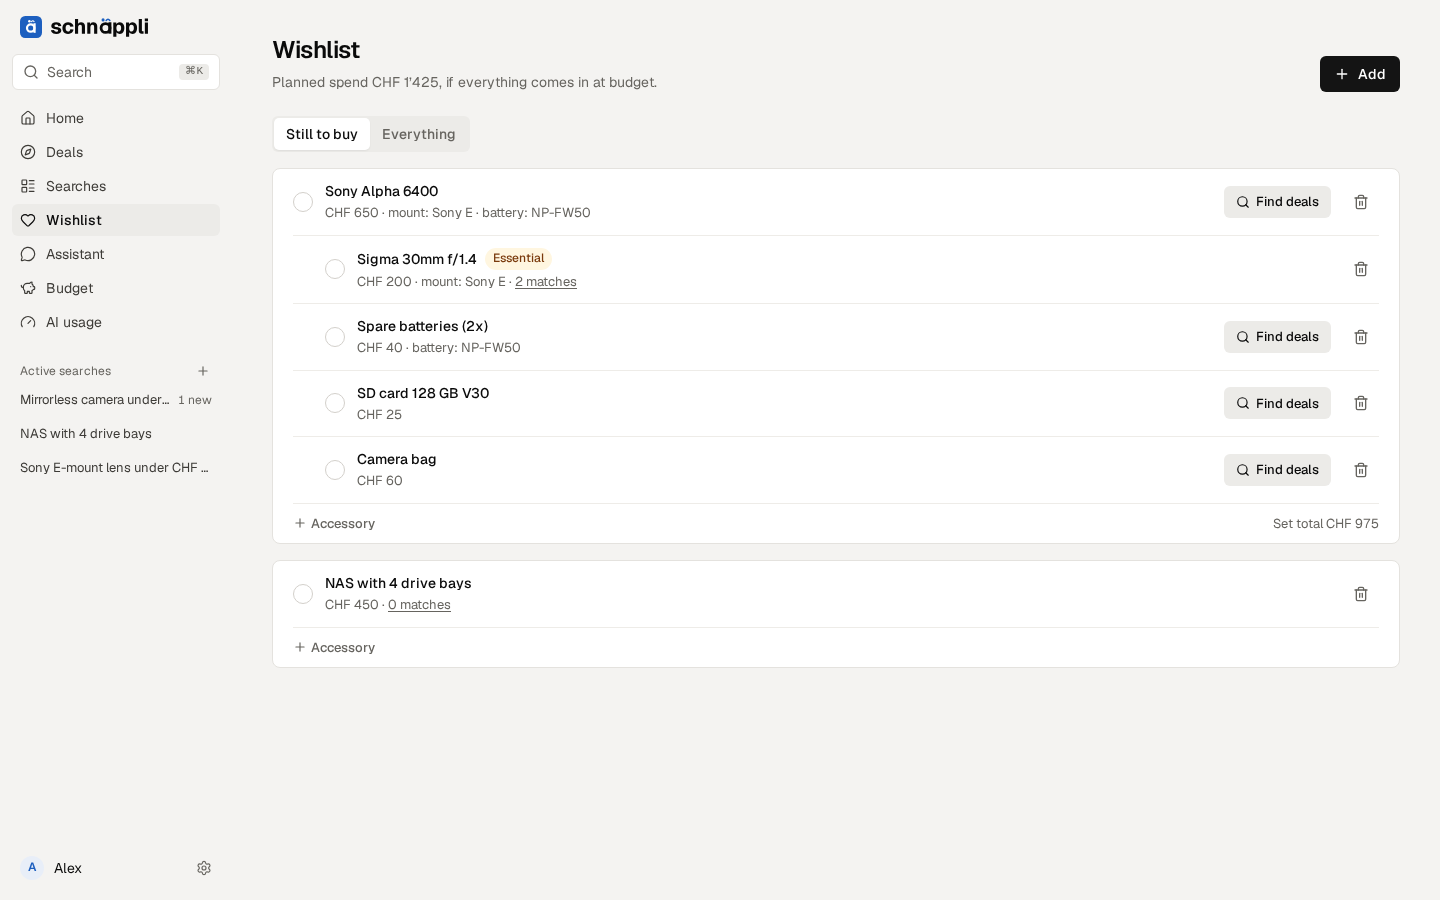 schnäppli
Search ⌘K
Home
Deals
Searches
Wishlist
Assistant
Budget
AI usage
Active searches
Mirrorless camera under... 1 new
NAS with 4 drive bays
Sony E-mount lens under CHF ...
A Alex
Wishlist
Planned spend CHF 1'425, if everything comes in at budget.
Add
Still to buy Everything
Sony Alpha 6400
CHF 650 · mount: Sony E · battery: NP-FW50
Find deals
Sigma 30mm f/1.4 Essential
CHF 200 · mount: Sony E · 2 matches
Spare batteries (2x)
CHF 40 · battery: NP-FW50
Find deals
SD card 128 GB V30
CHF 25
Find deals
Camera bag
CHF 60
Find deals
+ Accessory Set total CHF 975
NAS with 4 drive bays
CHF 450 · 0 matches
+ Accessory